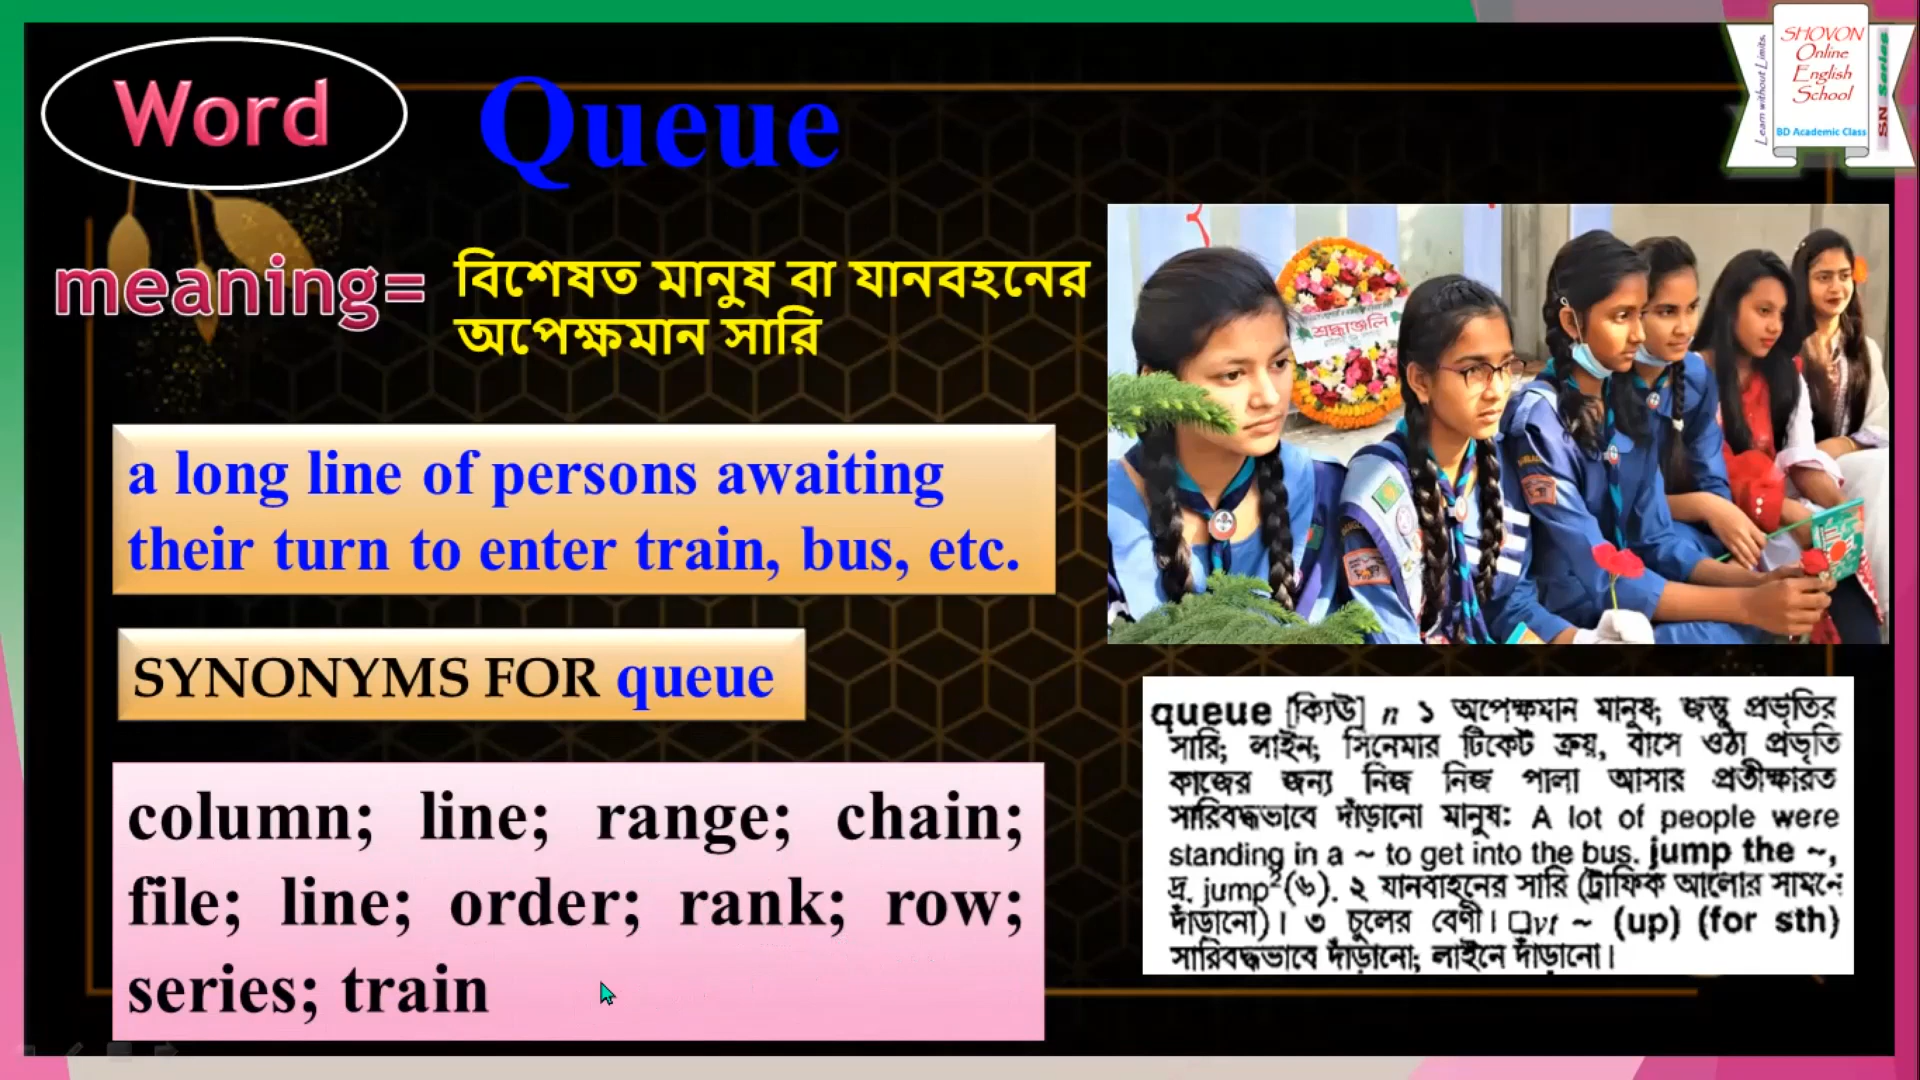 Word
Queue
meaning=
বিশেষত মানুষ বা যানবহনের
অপেক্ষমান সারি
a long line of persons awaiting
their turn to enter train, bus, etc.
SYNONYMS FOR queue
column; line; range; chain;
file; line; order; rank; row;
series; train
SHOVON
Online
English
School
BD Academic Class
Learn without Limits.
SN Series
শ্রদ্ধাঞ্জলি
queue [কিউ] n ১ অপেক্ষমান মানুষ; জন্তু প্রভৃতির
সারি; লাইন; সিনেমার টিকেট ক্রয়, বাসে ওঠা প্রভৃতি
কাজের জন্য নিজ নিজ পালা আসার প্রতীক্ষারত
সারিবদ্ধভাবে দাঁড়ানো মানুষ: A lot of people were
standing in a ~ to get into the bus. jump the ~,
দ্র. jump²(৬). ২ যানবাহনের সারি (ট্রাফিক আলোর সামনে
দাঁড়ানো)। ৩ চুলের বেণী। □vt ~ (up) (for sth)
সারিবদ্ধভাবে দাঁড়ানো; লাইনে দাঁড়ানো।